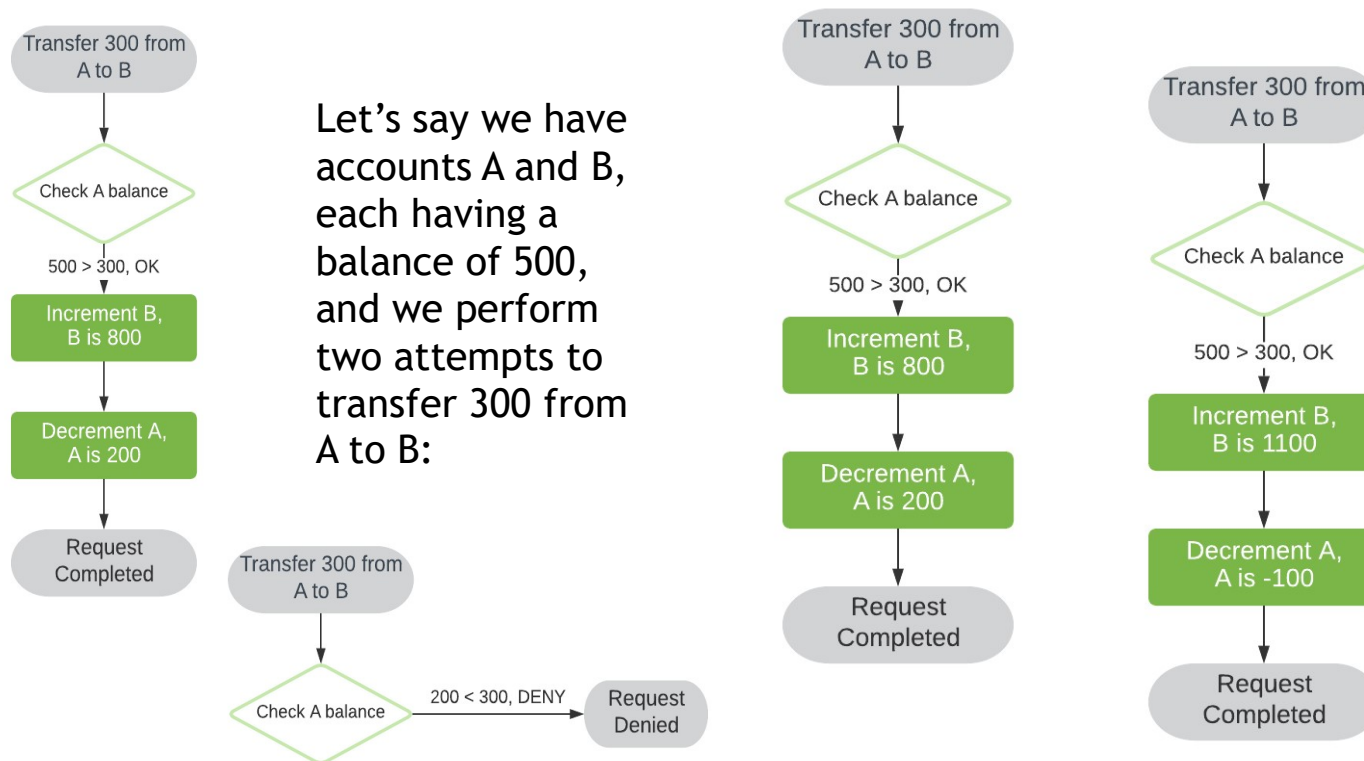 Transfer 300 from
A to B
Check A balance
500 > 300, OK
Increment B,
B is 800
Decrement A,
A is 200
Request
Completed
Let’s say we have
accounts A and B,
each having a
balance of 500,
and we perform
two attempts to
transfer 300 from
A to B:
Transfer 300 from
A to B
Check A balance
200 < 300, DENY
Request
Denied
Transfer 300 from
A to B
Check A balance
500 > 300, OK
Increment B,
B is 800
Decrement A,
A is 200
Request
Completed
Transfer 300 from
A to B
Check A balance
500 > 300, OK
Increment B,
B is 1100
Decrement A,
A is -100
Request
Completed